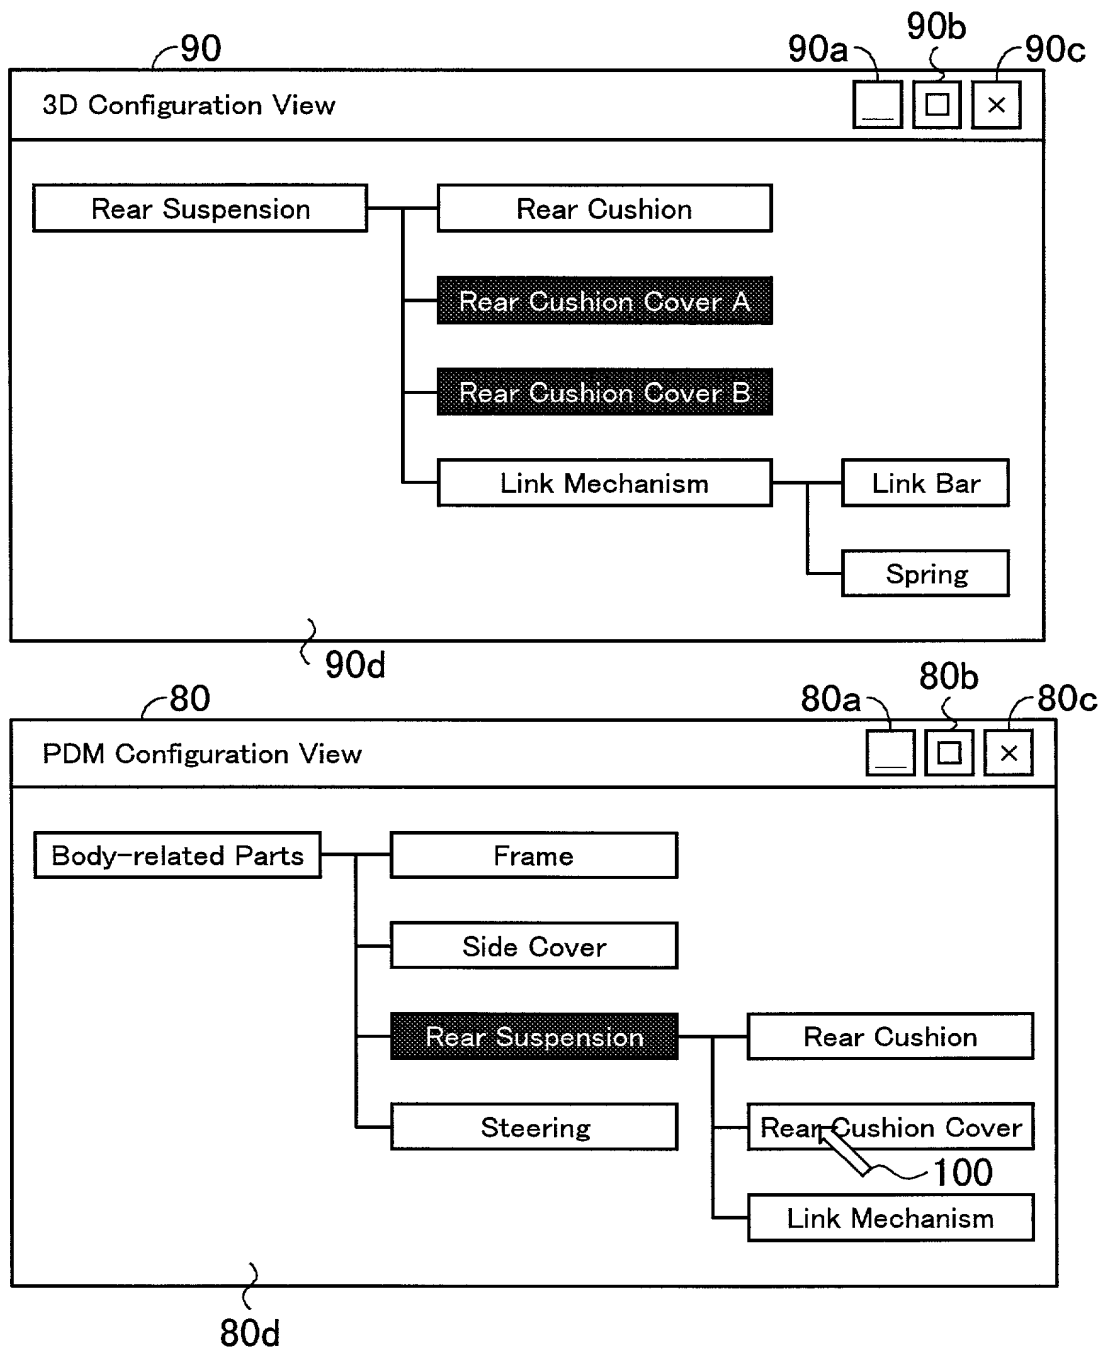 90
90a
90b
90c
3D Configuration View
Rear Suspension
Rear Cushion
Rear Cushion Cover A
Rear Cushion Cover B
Link Mechanism
Link Bar
Spring
90d
80
80a
80b
80c
PDM Configuration View
Body-related Parts
Frame
Side Cover
Rear Suspension
Rear Cushion
Steering
Rear Cushion Cover
100
Link Mechanism
80d